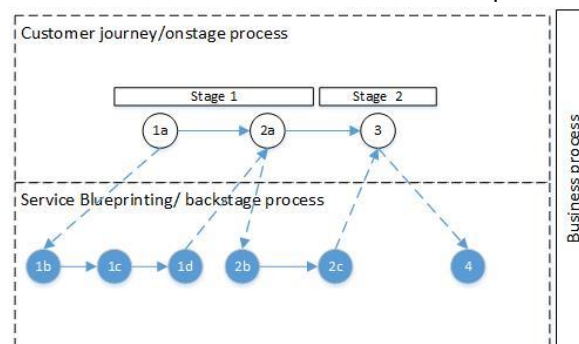 Customer journey/onstage process
Stage 1
Stage 2
1a
2a
3
Service Blueprinting/ backstage process
1b
1c
1d
2b
2c
4
Business process